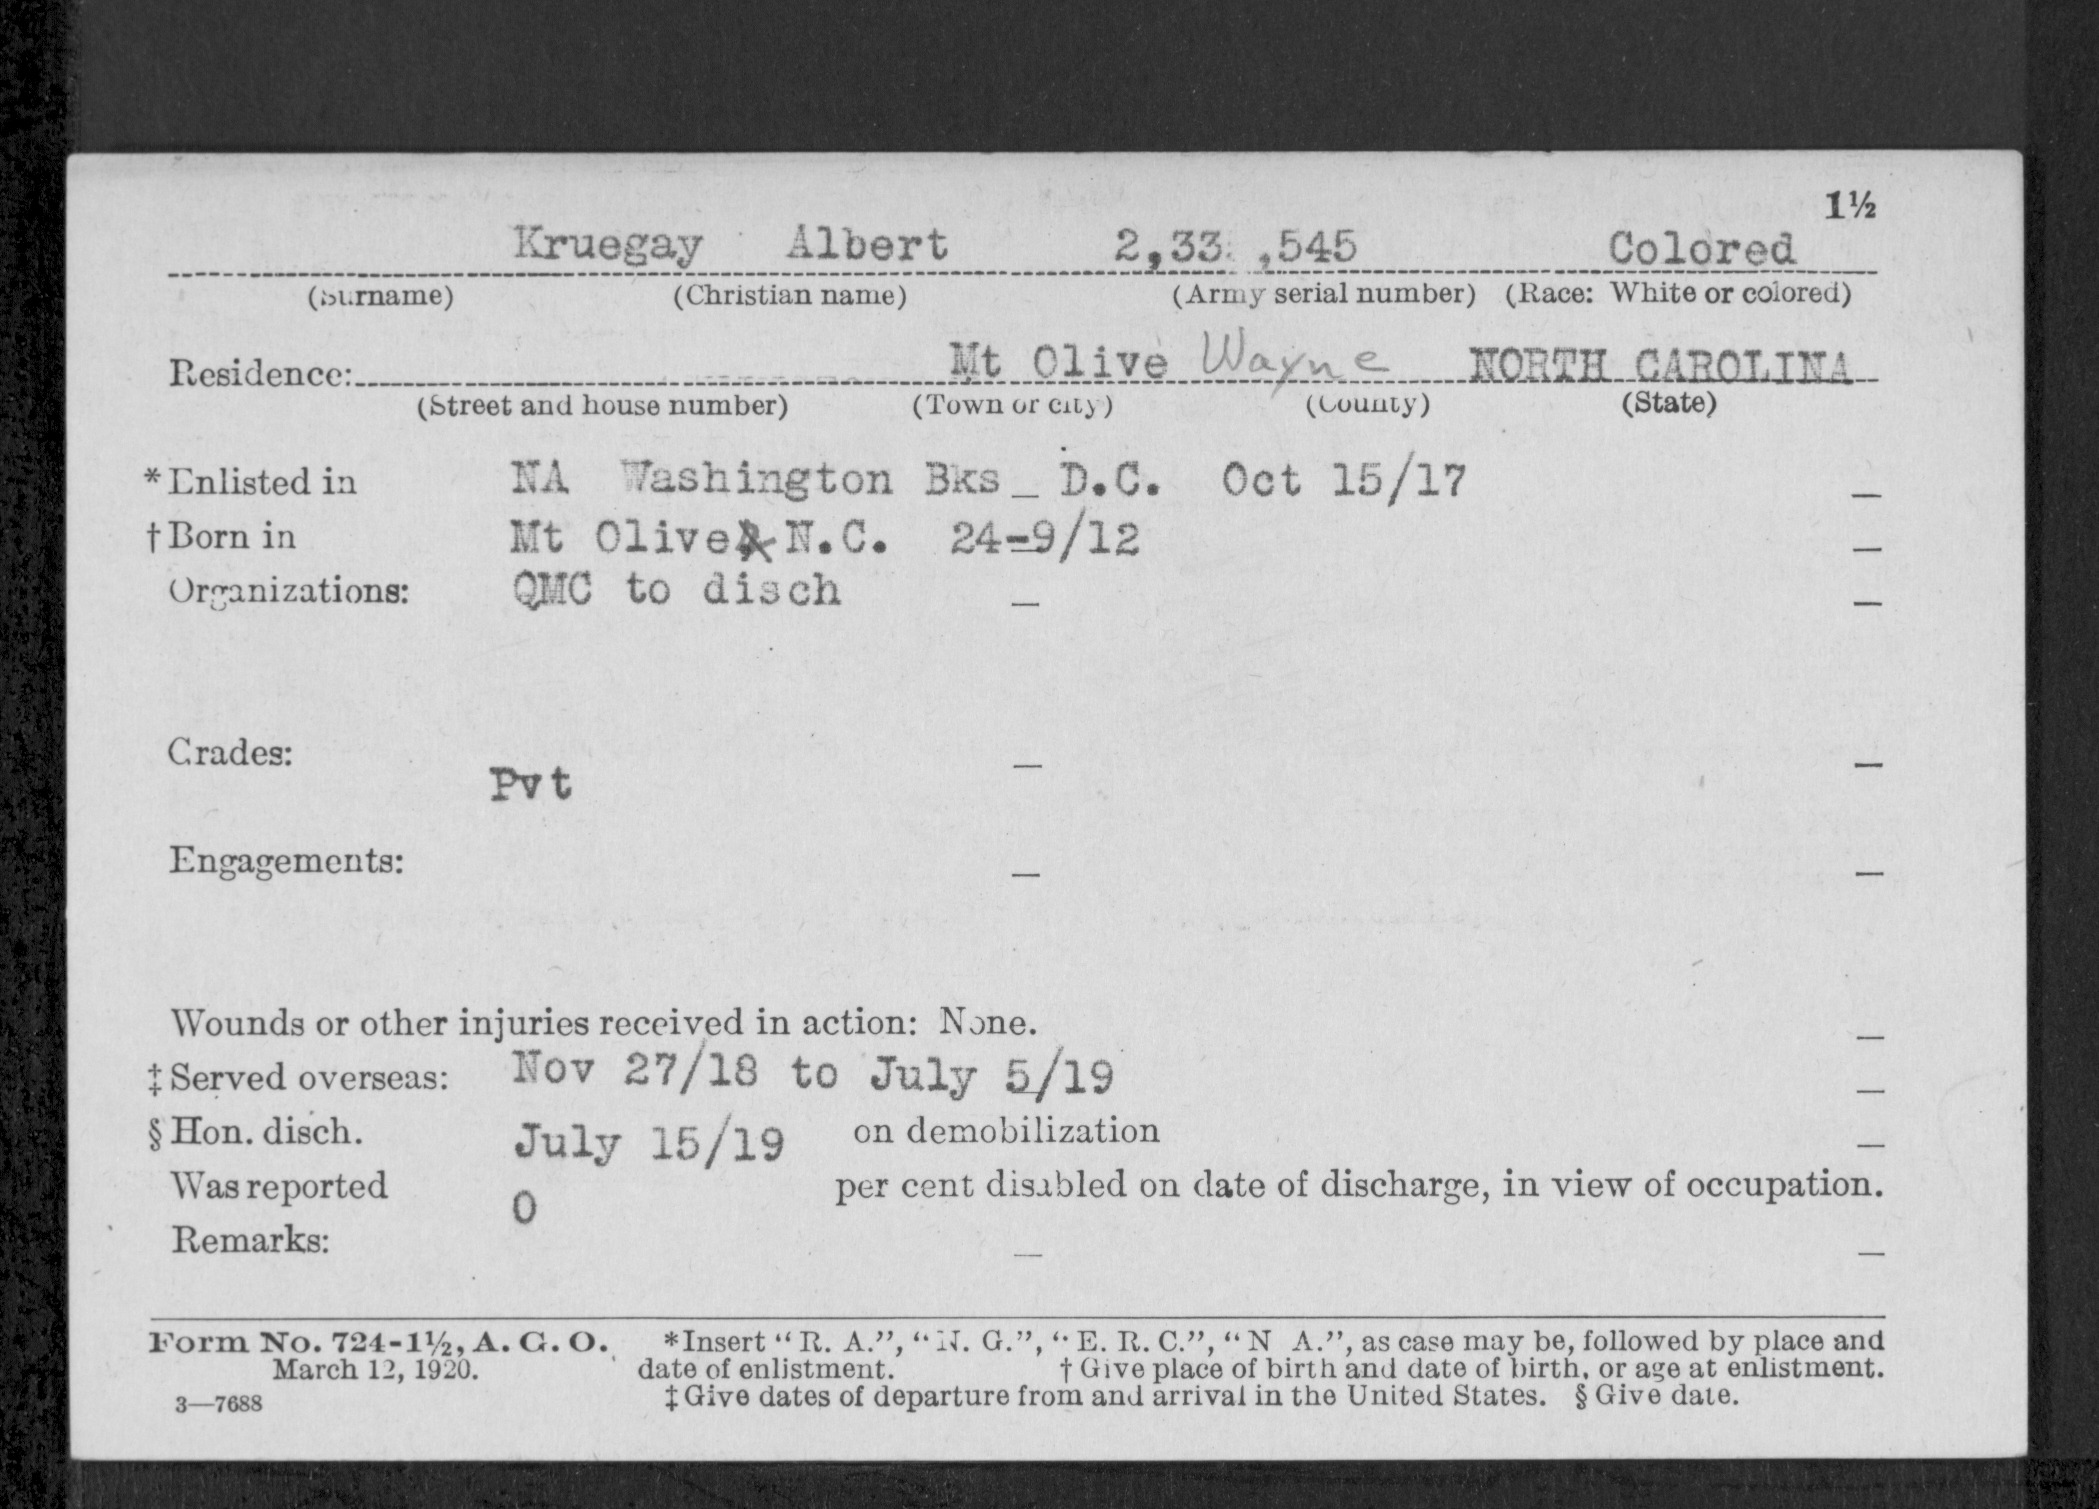 1½
Kruegay Albert 2,33 ,545 Colored
(Surname) (Christian name) (Army serial number) (Race: White or colored)
Residence: Mt Olive Wayne NORTH CAROLINA
(Street and house number) (Town or city) (County) (State)
* Enlisted in NA Washington Bks _ D.C. Oct 15/17 —
† Born in Mt Olive N.C. 24-9/12 —
Organizations: QMC to disch — —
Grades: — —
Pvt
Engagements: — —
Wounds or other injuries received in action: None. —
‡ Served overseas: Nov 27/18 to July 5/19 —
§ Hon. disch. July 15/19 on demobilization —
Was reported 0 per cent disabled on date of discharge, in view of occupation.
Remarks: — —
Form No. 724-1½, A. G. O. *Insert “R. A.”, “N. G.”, “E. R. C.”, “N A.”, as case may be, followed by place and
March 12, 1920. date of enlistment. † Give place of birth and date of birth, or age at enlistment.
3—7688 ‡ Give dates of departure from and arrival in the United States. § Give date.